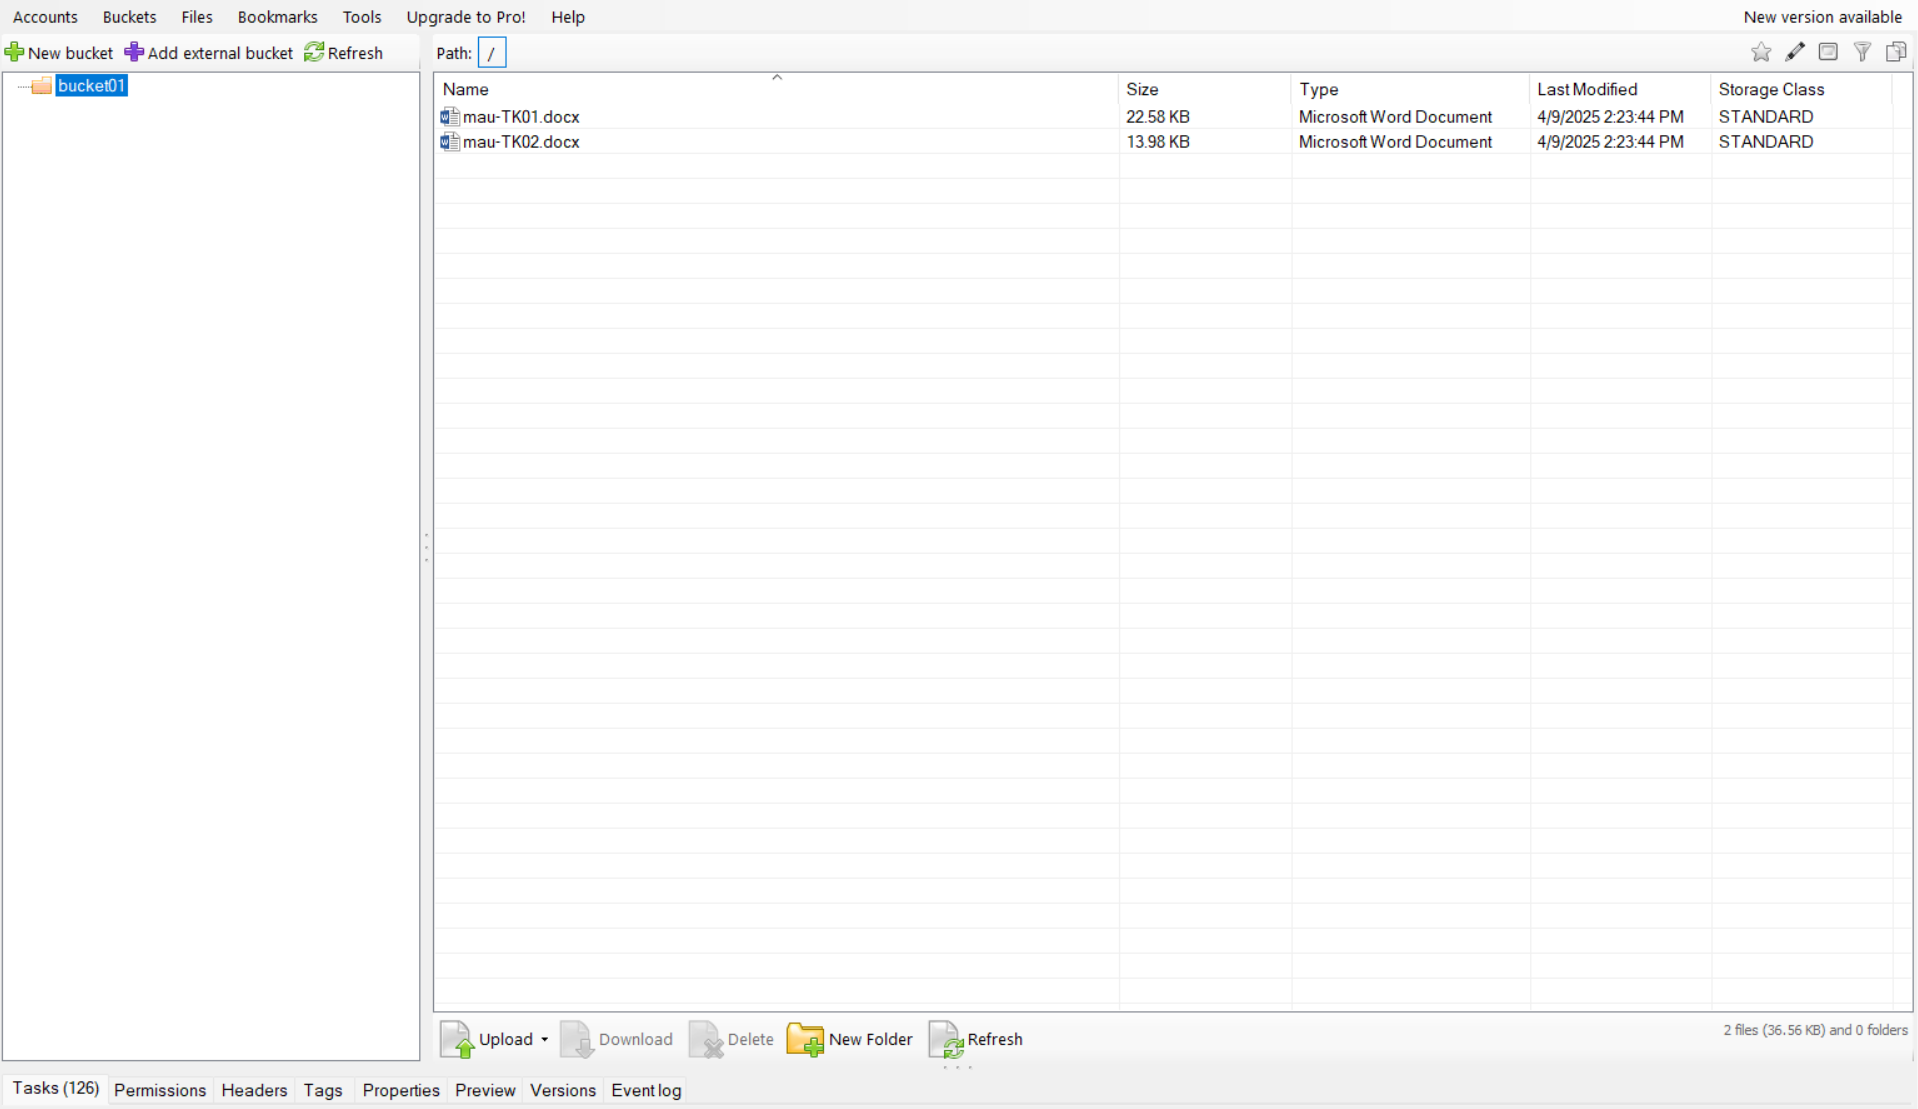 Accounts Buckets Files Bookmarks Tools Upgrade to Pro! Help New version available
New bucket Add external bucket Refresh Path: /
bucket01
Name Size Type Last Modified Storage Class
mau-TK01.docx 22.58 KB Microsoft Word Document 4/9/2025 2:23:44 PM STANDARD
mau-TK02.docx 13.98 KB Microsoft Word Document 4/9/2025 2:23:44 PM STANDARD
Upload Download Delete New Folder Refresh 2 files (36.56 KB) and 0 folders
Tasks (126) Permissions Headers Tags Properties Preview Versions Event log